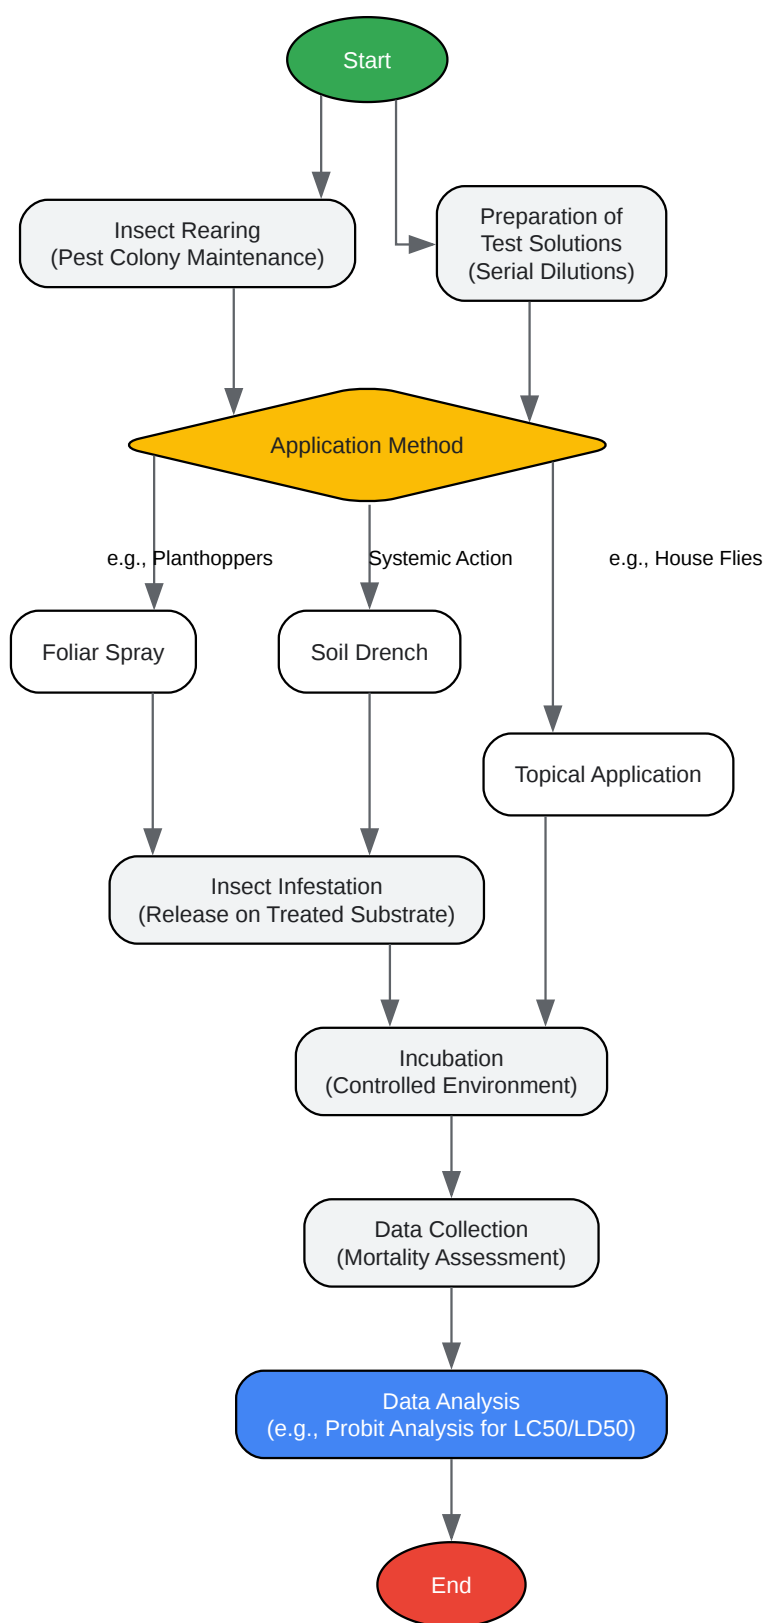 Start
Insect Rearing
(Pest Colony Maintenance)
Preparation of
Test Solutions
(Serial Dilutions)
Application Method
e.g., Planthoppers
Systemic Action
e.g., House Flies
Foliar Spray
Soil Drench
Topical Application
Insect Infestation
(Release on Treated Substrate)
Incubation
(Controlled Environment)
Data Collection
(Mortality Assessment)
Data Analysis
(e.g., Probit Analysis for LC50/LD50)
End